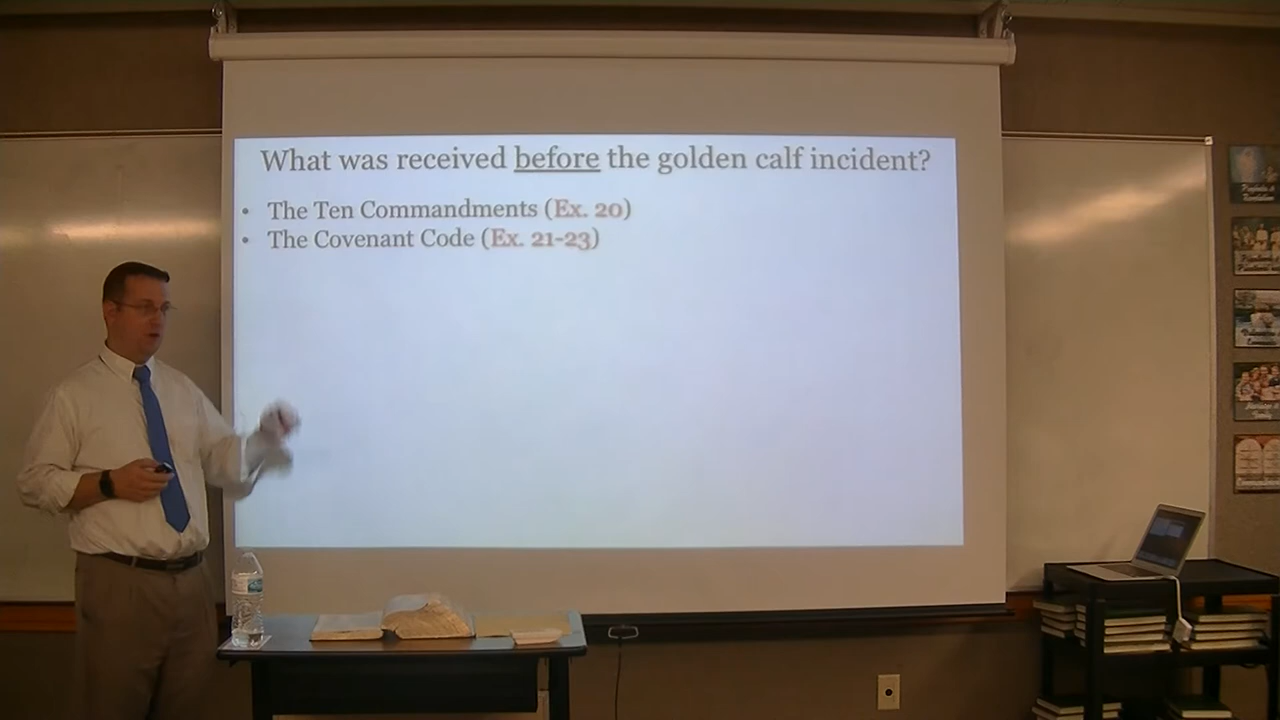 What was received before the golden calf incident?
• The Ten Commandments (Ex. 20)
• The Covenant Code (Ex. 21-23)